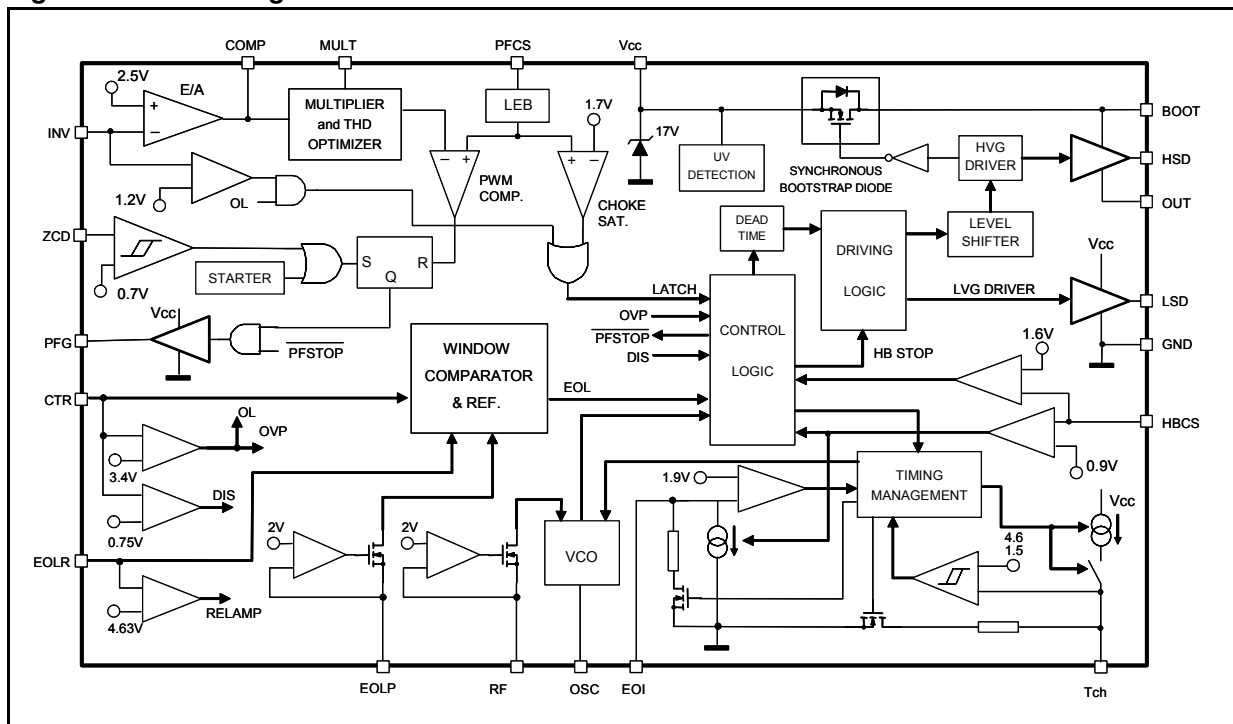 COMP MULT PFCS Vcc
2.5V
E/A
INV
MULTIPLIER
and THD
OPTIMIZER
LEB
1.7V
17V
UV
DETECTION
SYNCHRONOUS
BOOTSTRAP DIODE
HVG
DRIVER
BOOT
HSD
OUT
PWM
COMP.
CHOKE
SAT.
1.2V
OL
ZCD
0.7V
STARTER
S
Q
R
DEAD
TIME
DRIVING
LOGIC
LEVEL
SHIFTER
Vcc
LVG DRIVER
LSD
GND
LATCH
OVP
PFSTOP
DIS
CONTROL
LOGIC
HB STOP
1.6V
Vcc
PFG
PFSTOP
WINDOW
COMPARATOR
& REF.
EOL
CTR
OL
OVP
3.4V
DIS
0.75V
HBCS
0.9V
1.9V
TIMING
MANAGEMENT
Vcc
4.6
1.5
2V
2V
VCO
EOLR
RELAMP
4.63V
EOLP RF OSC EOI Tch